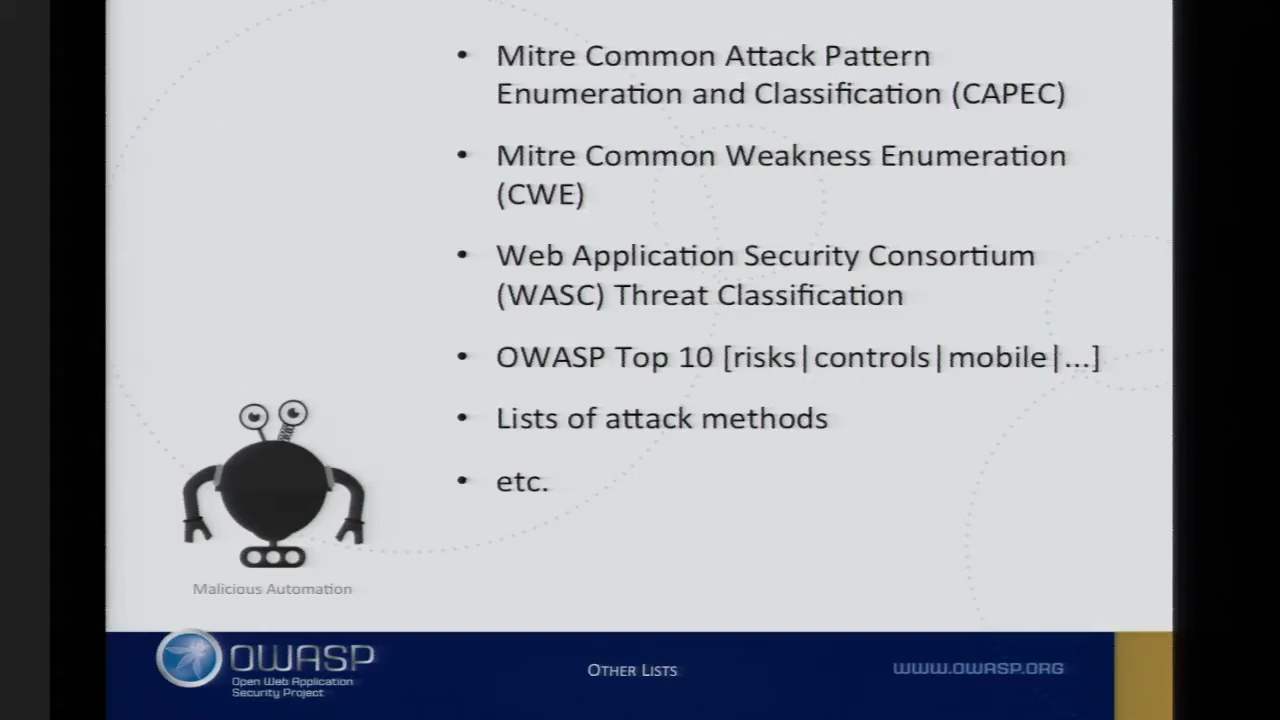 • Mitre Common Attack Pattern
Enumeration and Classification (CAPEC)
• Mitre Common Weakness Enumeration
(CWE)
• Web Application Security Consortium
(WASC) Threat Classification
• OWASP Top 10 [risks|controls|mobile|...]
• Lists of attack methods
• etc.
Malicious Automation
OWASP
Open Web Application
Security Project
OTHER LISTS
WWW.OWASP.ORG